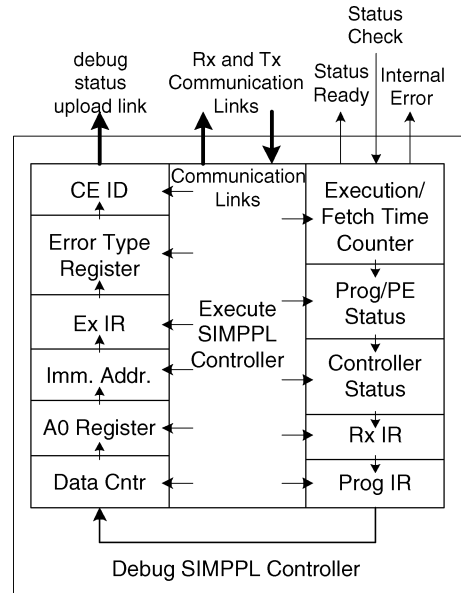 debug
status
upload link
Rx and Tx
Communication
Links
Status
Check
Status
Ready
Internal
Error
CE ID
Error Type
Register
Ex IR
Imm. Addr.
A0 Register
Data Cntr
Communication
Links
Execute
SIMPPL
Controller
Execution/
Fetch Time
Counter
Prog/PE
Status
Controller
Status
Rx IR
Prog IR
Debug SIMPPL Controller